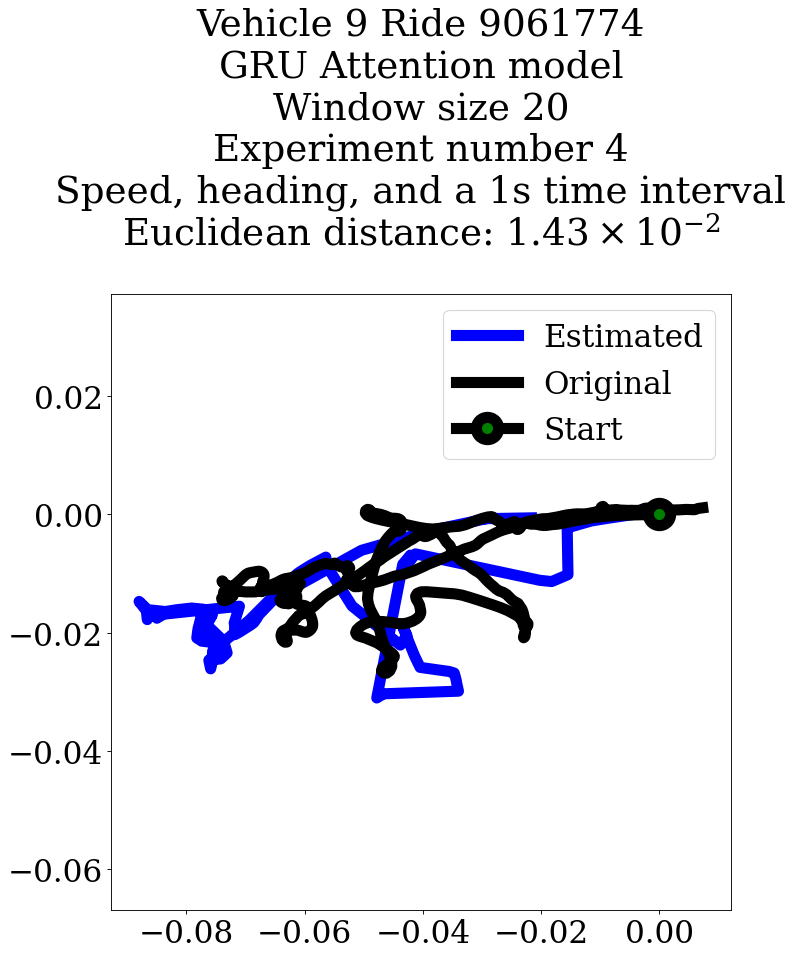 Vehicle 9 Ride 9061774
GRU Attention model
Window size 20
Experiment number 4
Speed, heading, and a 1s time interval
Euclidean distance: 1.43 × 10⁻²
Estimated
Original
Start
0.02
0.00
−0.02
−0.04
−0.06
−0.08 −0.06 −0.04 −0.02 0.00